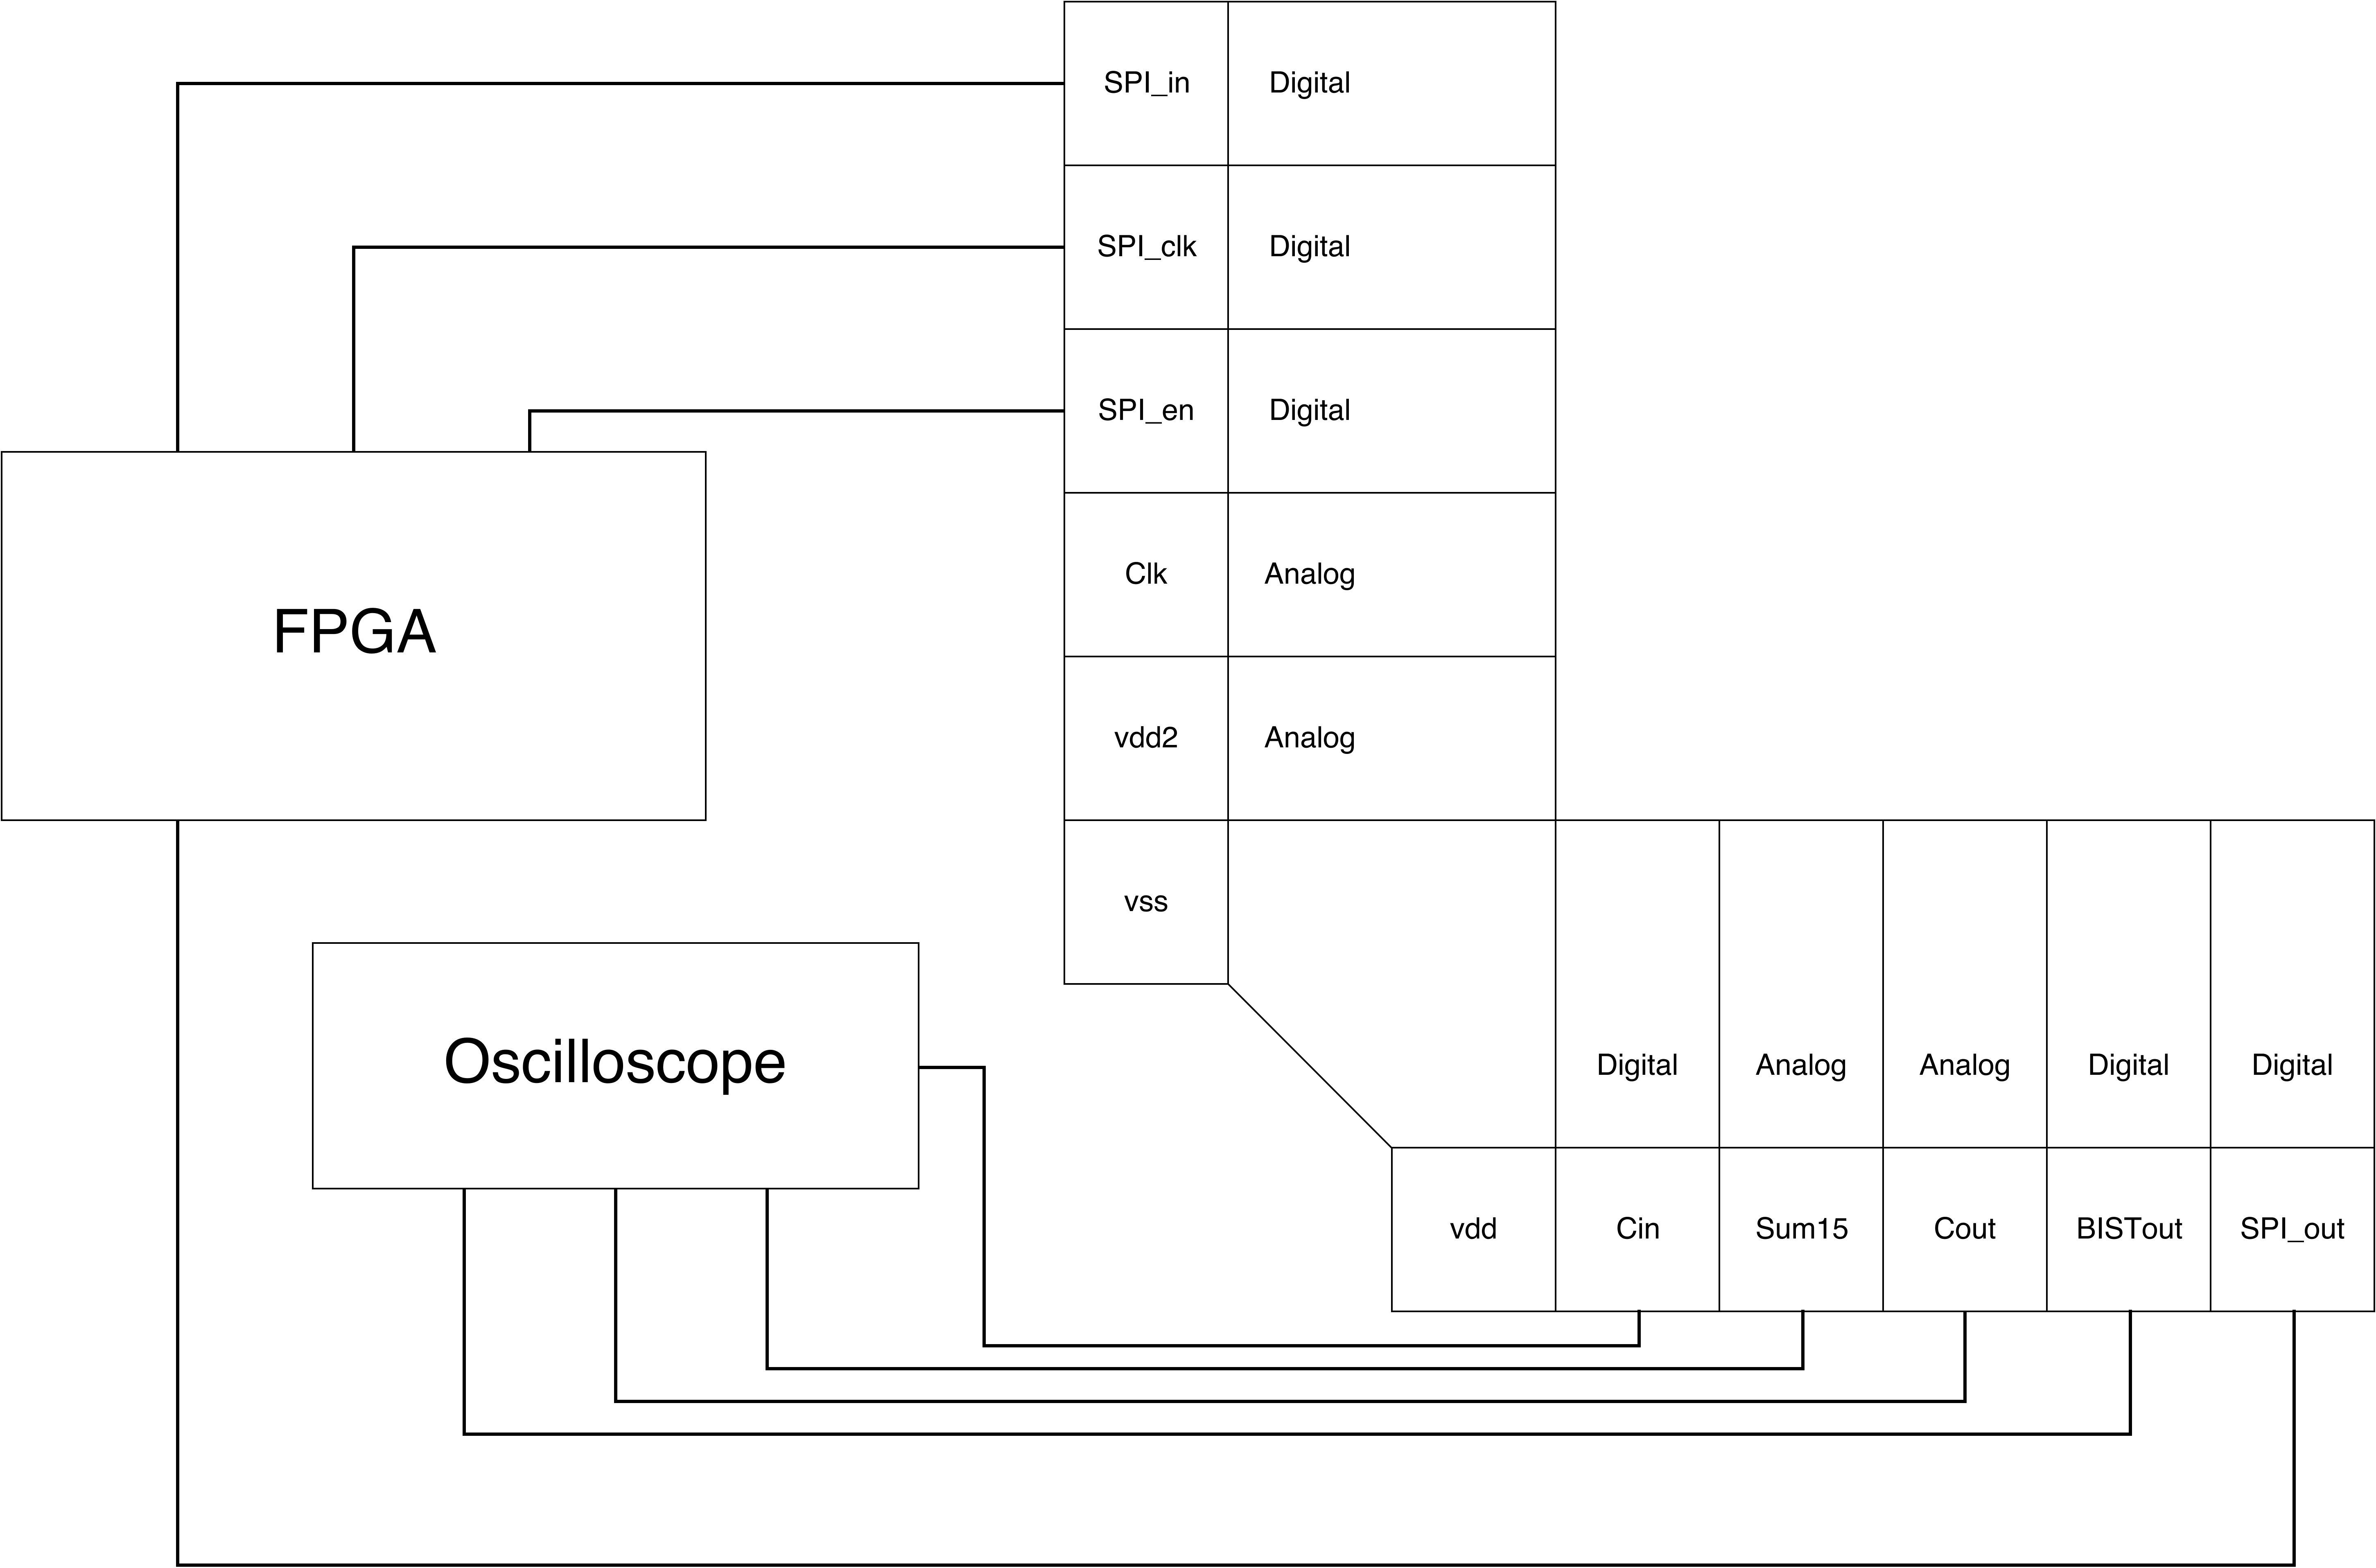 SPI_in Digital
SPI_clk Digital
SPI_en Digital
Clk Analog
FPGA
vdd2 Analog
vss
Oscilloscope
Digital Analog Analog Digital Digital
vdd Cin Sum15 Cout BISTout SPI_out